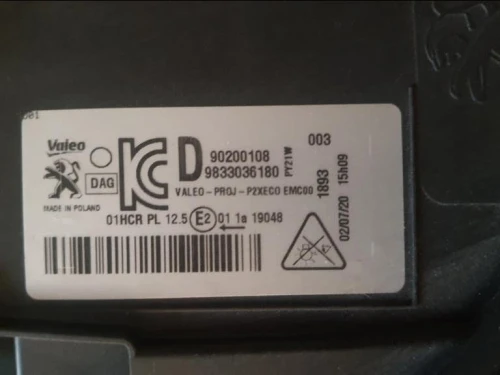 Valeo
DAG
MADE IN POLAND
KC
D
90200108
9833036180
PY21W
003
VALEO-PROJ-P2XECO EMC00
01HCR PL 12.5 E2 01 1a 19048
1893
02/07/20 15h09